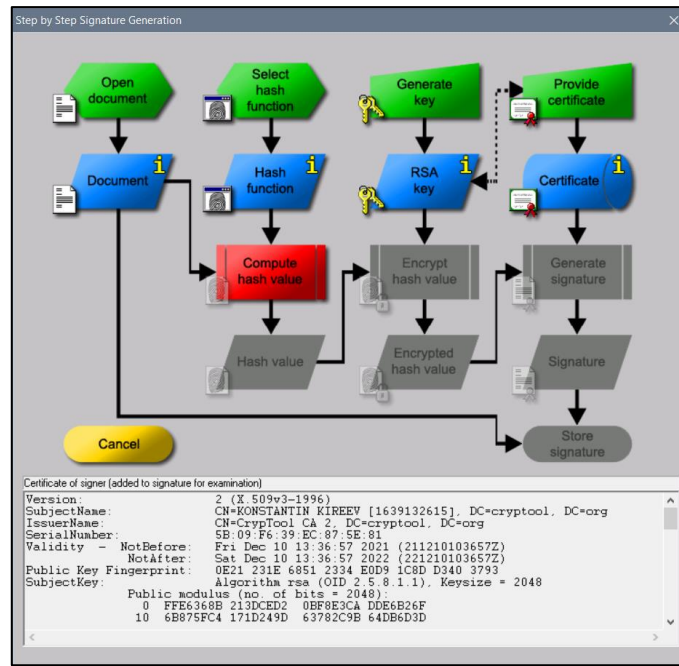 Step by Step Signature Generation
Open
document
Select
hash
function
Generate
key
Provide
certificate
Document
i
Hash
function
i
RSA
key
i
Certificate
i
Compute
hash value
Encrypt
hash value
Generate
signature
Hash value
Encrypted
hash value
Signature
Cancel
Store
signature
Certificate of signer (added to signature for examination)
Version: 2 (X.509v3-1996)
SubjectName: CN=KONSTANTIN KIREEV [1639132615], DC=cryptool, DC=org
IssuerName: CN=CrypTool CA 2, DC=cryptool, DC=org
SerialNumber: 5B:09:F6:39:EC:87:5E:81
Validity - NotBefore: Fri Dec 10 13:36:57 2021 (211210103657Z)
NotAfter: Sat Dec 10 13:36:57 2022 (221210103657Z)
Public Key Fingerprint: 0E21 231E 6851 2334 E0D9 1C8D D340 3793
SubjectKey: Algorithm rsa (OID 2.5.8.1.1), Keysize = 2048
Public modulus (no. of bits = 2048):
0 FFE6368B 213DCED2 0BF8E3CA DDE6B26F
10 6B875FC4 171D249D 63782C9B 64DB6D3D